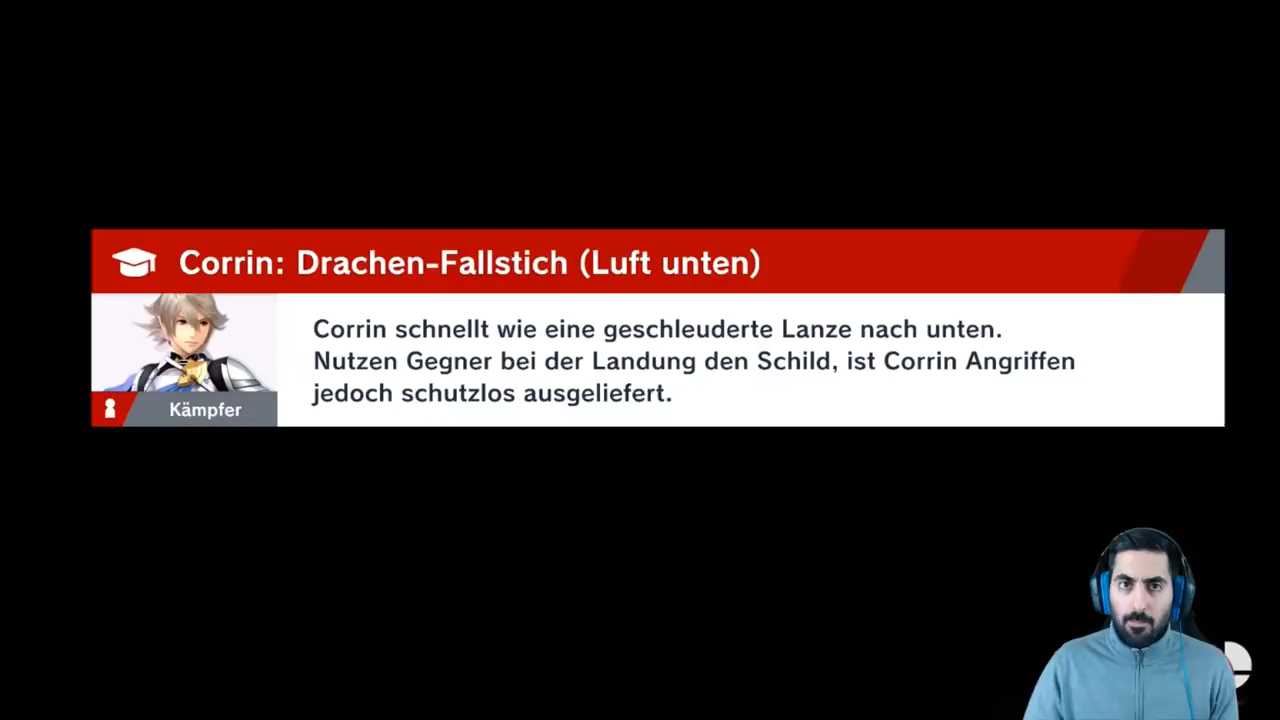 Corrin: Drachen-Fallstich (Luft unten)
Corrin schnellt wie eine geschleuderte Lanze nach unten.
Nutzen Gegner bei der Landung den Schild, ist Corrin Angriffen
jedoch schutzlos ausgeliefert.
Kämpfer